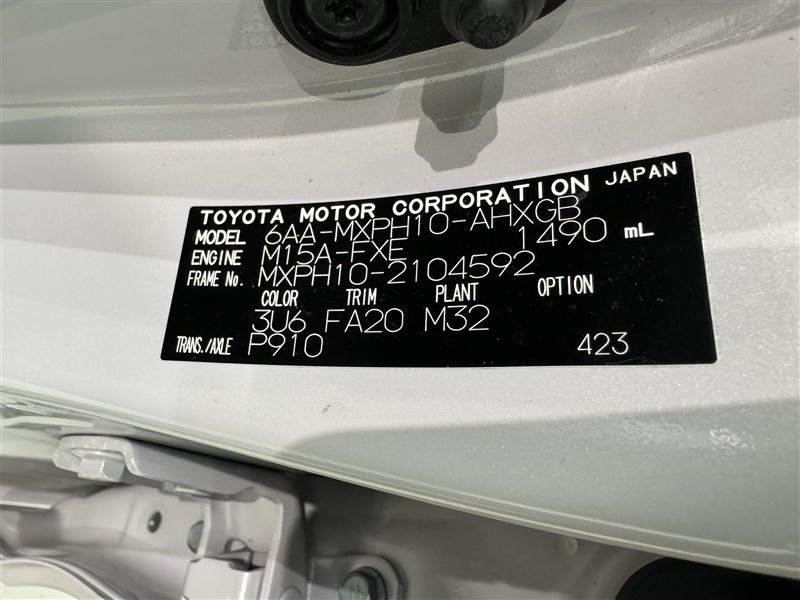 TOYOTA MOTOR CORPORATION JAPAN
MODEL 6AA-MXPH10-AHXGB
ENGINE M15A-FXE 1490 mL
FRAME No. MXPH10-2104592
COLOR TRIM PLANT OPTION
3U6 FA20 M32
TRANS./AXLE P910 423